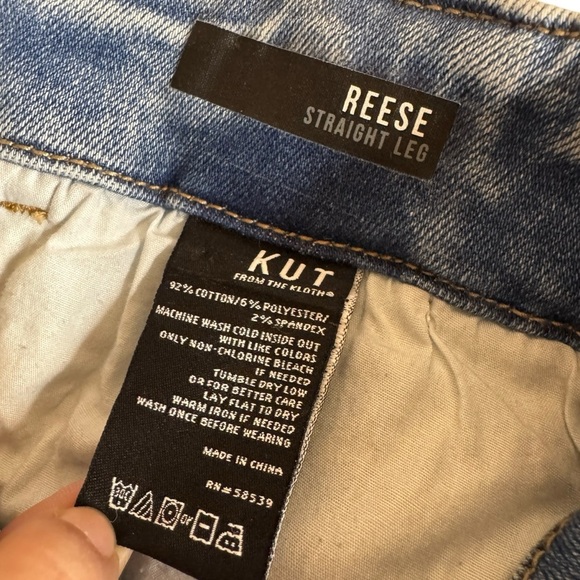 REESE
STRAIGHT LEG
KUT
FROM THE KLOTH®
92% COTTON/6% POLYESTER/
2% SPANDEX
MACHINE WASH COLD INSIDE OUT
WITH LIKE COLORS
ONLY NON-CHLORINE BLEACH
IF NEEDED
TUMBLE DRY LOW
OR FOR BETTER CARE
LAY FLAT TO DRY
WARM IRON IF NEEDED
WASH ONCE BEFORE WEARING
MADE IN CHINA
RN#58539
or